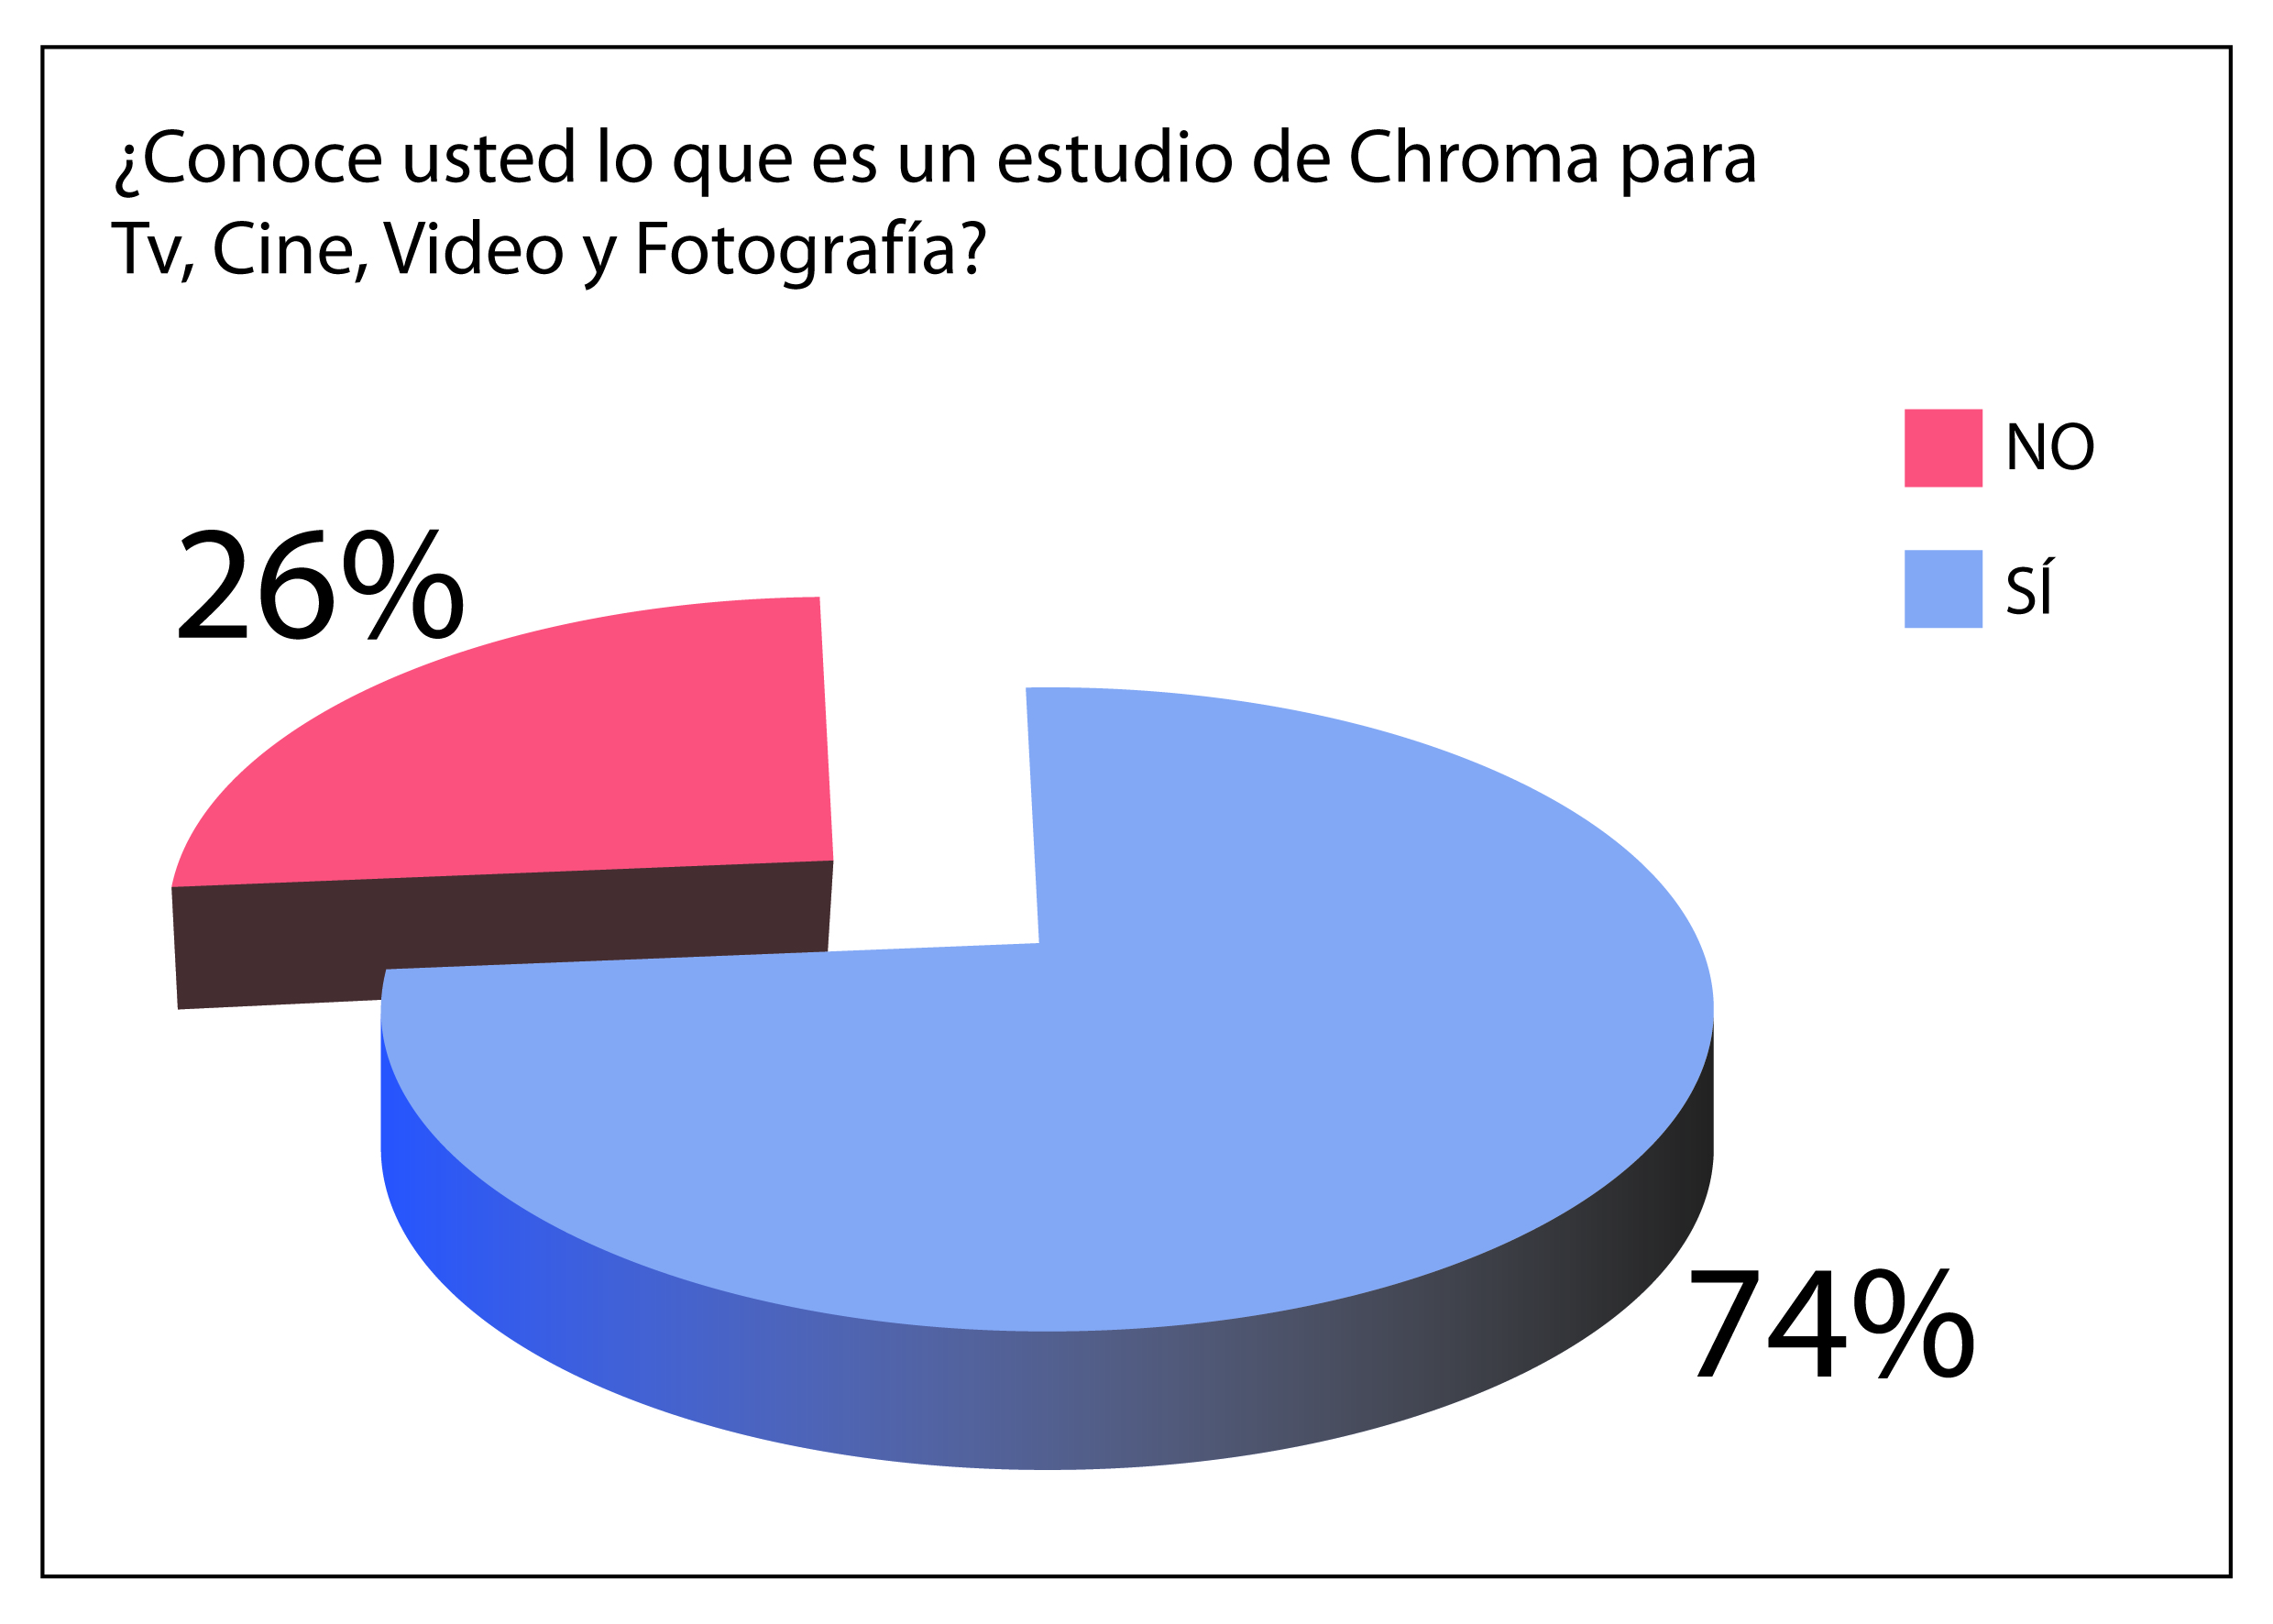 ¿Conoce usted lo que es un estudio de Chroma para
Tv, Cine, Video y Fotografía?
NO
SÍ
26%
74%